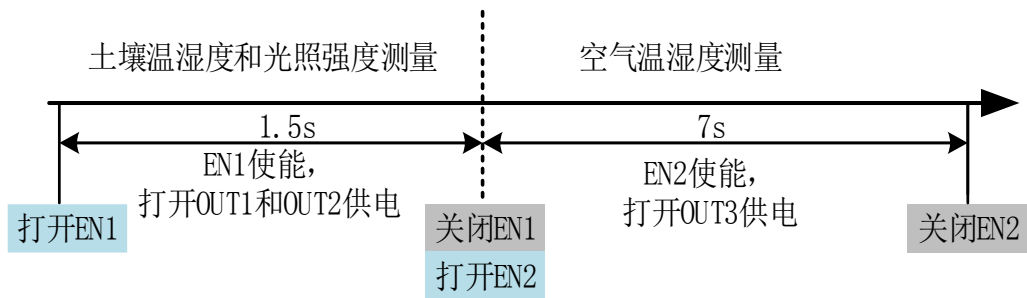 土壤温湿度和光照强度测量
空气温湿度测量
1.5s
7s
EN1使能,
打开OUT1和OUT2供电
EN2使能,
打开OUT3供电
打开EN1
关闭EN1
打开EN2
关闭EN2